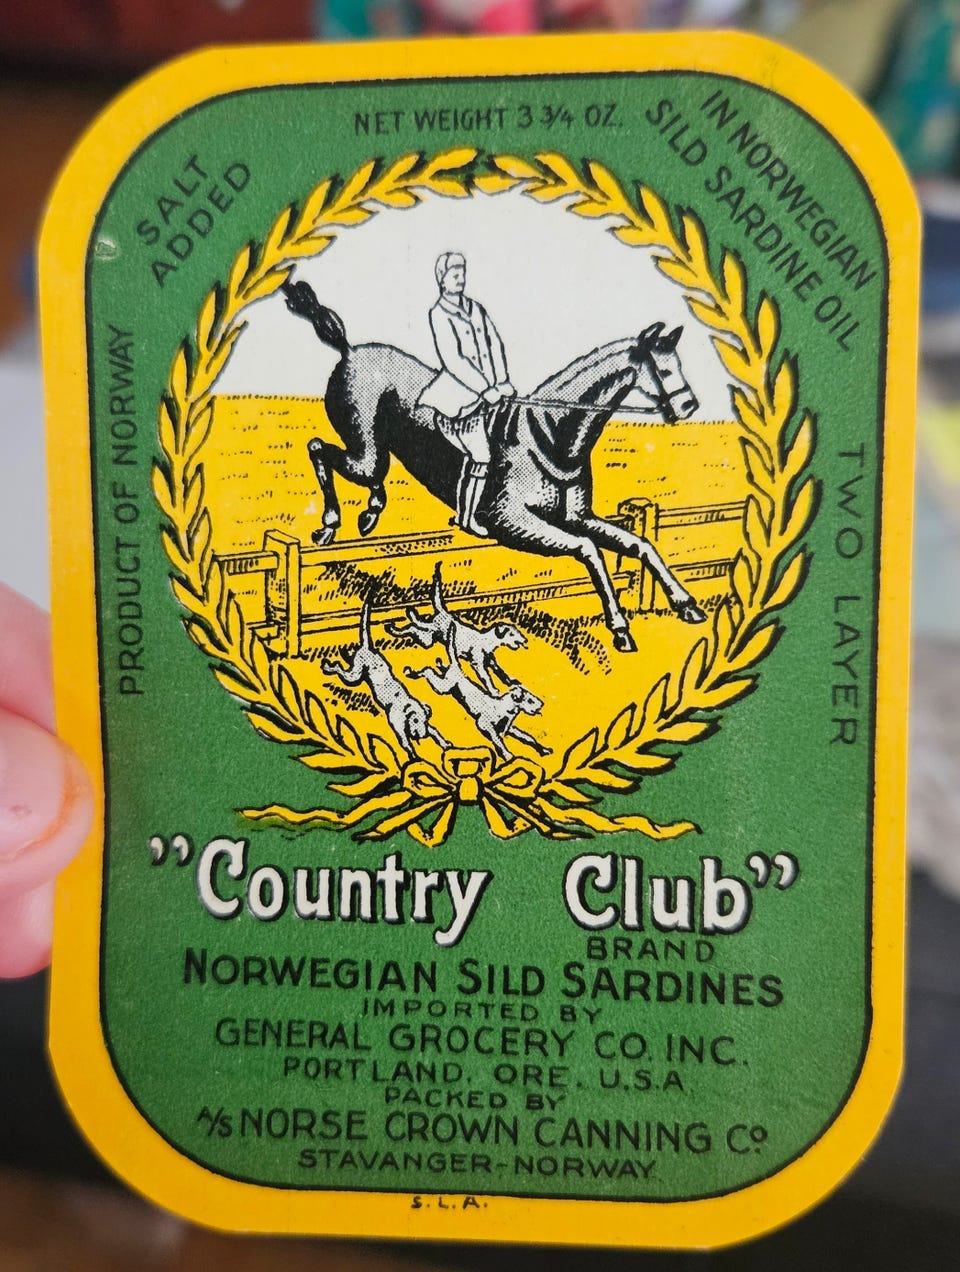 NET WEIGHT 3 3/4 OZ.
SALT
ADDED
IN NORWEGIAN
SILD SARDINE OIL
PRODUCT OF NORWAY
TWO LAYER
"Country Club"
BRAND
NORWEGIAN SILD SARDINES
IMPORTED BY
GENERAL GROCERY CO. INC.
PORTLAND, ORE. U.S.A.
PACKED BY
A/S NORSE CROWN CANNING Cº
STAVANGER-NORWAY.
S.L.A.